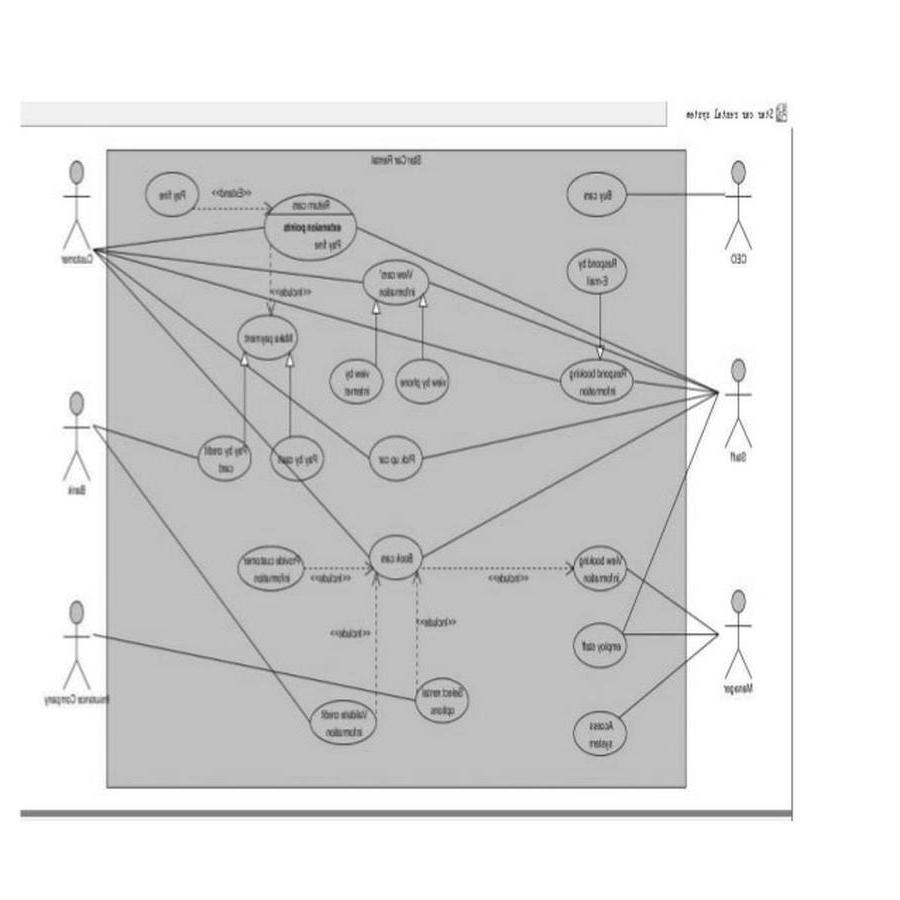 Star car rental system
Star Car Rental
CEO
Buy cars
Return cars
extension points
Pay fine
<<Extend>>
Pay fine
Customer
Respond by
E-mail
View cars'
information
<<Include>>
Make payment
Respond booking
information
view by phone
view by
internet
Staff
Pick up car
Pay by cash
Pay by credit
card
Bank
View booking
information
<<Include>>
Book cars
<<Include>>
Provide customer
information
<<Include>>
<<Include>>
employ staff
Manager
Select rental
options
Insurance Company
Validate credit
information
Access
system